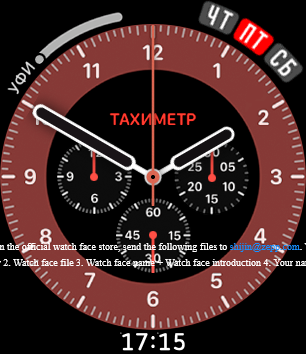 ЧТ ПТ СБ
УФИ
12
11 1
ТАХИМЕТР
2
9 3 9 3 25 05
20 10
6 15
n the official watch face store, send the following files to
60
45 15
2. Watch face file 3. Watch face name 4. Watch face introduction 4. Your na
30
8 4
7 5
6
17:15